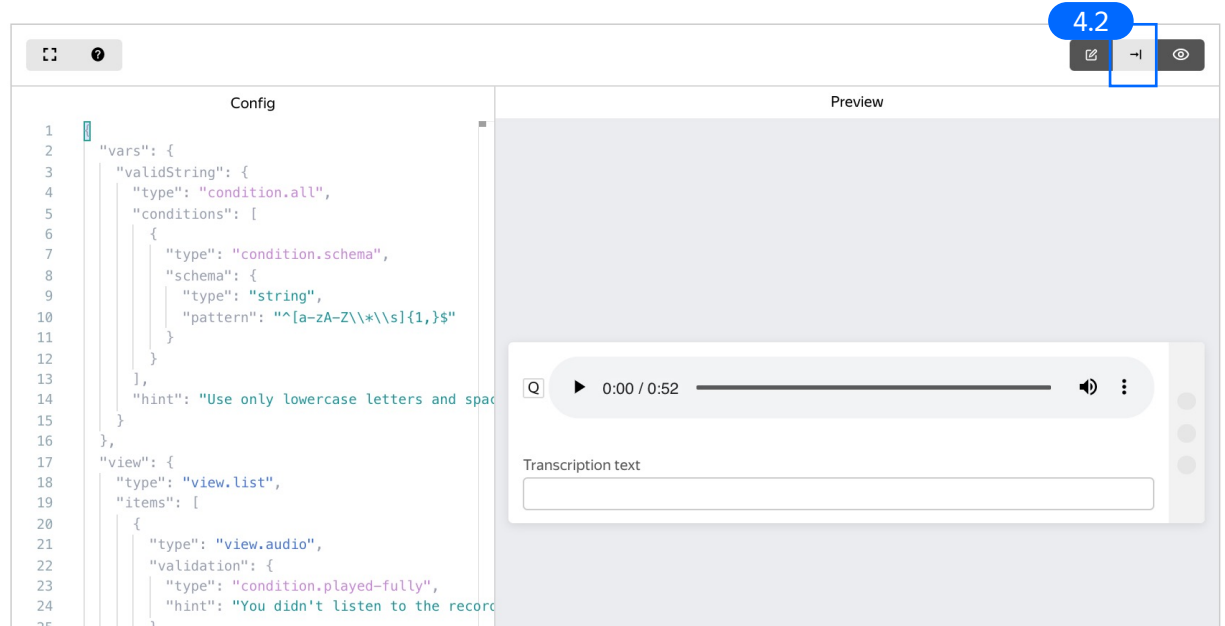 4.2
Config
Preview
1 {
2 "vars": {
3 "validString": {
4 "type": "condition.all",
5 "conditions": [
6 {
7 "type": "condition.schema",
8 "schema": {
9 "type": "string",
10 "pattern": "^[a-zA-Z\\*\\s]{1,}$"
11 }
12 }
13 ],
14 "hint": "Use only lowercase letters and spac
15 }
16 },
17 "view": {
18 "type": "view.list",
19 "items": [
20 {
21 "type": "view.audio",
22 "validation": {
23 "type": "condition.played-fully",
24 "hint": "You didn't listen to the record
25 }
Q 0:00 / 0:52
Transcription text